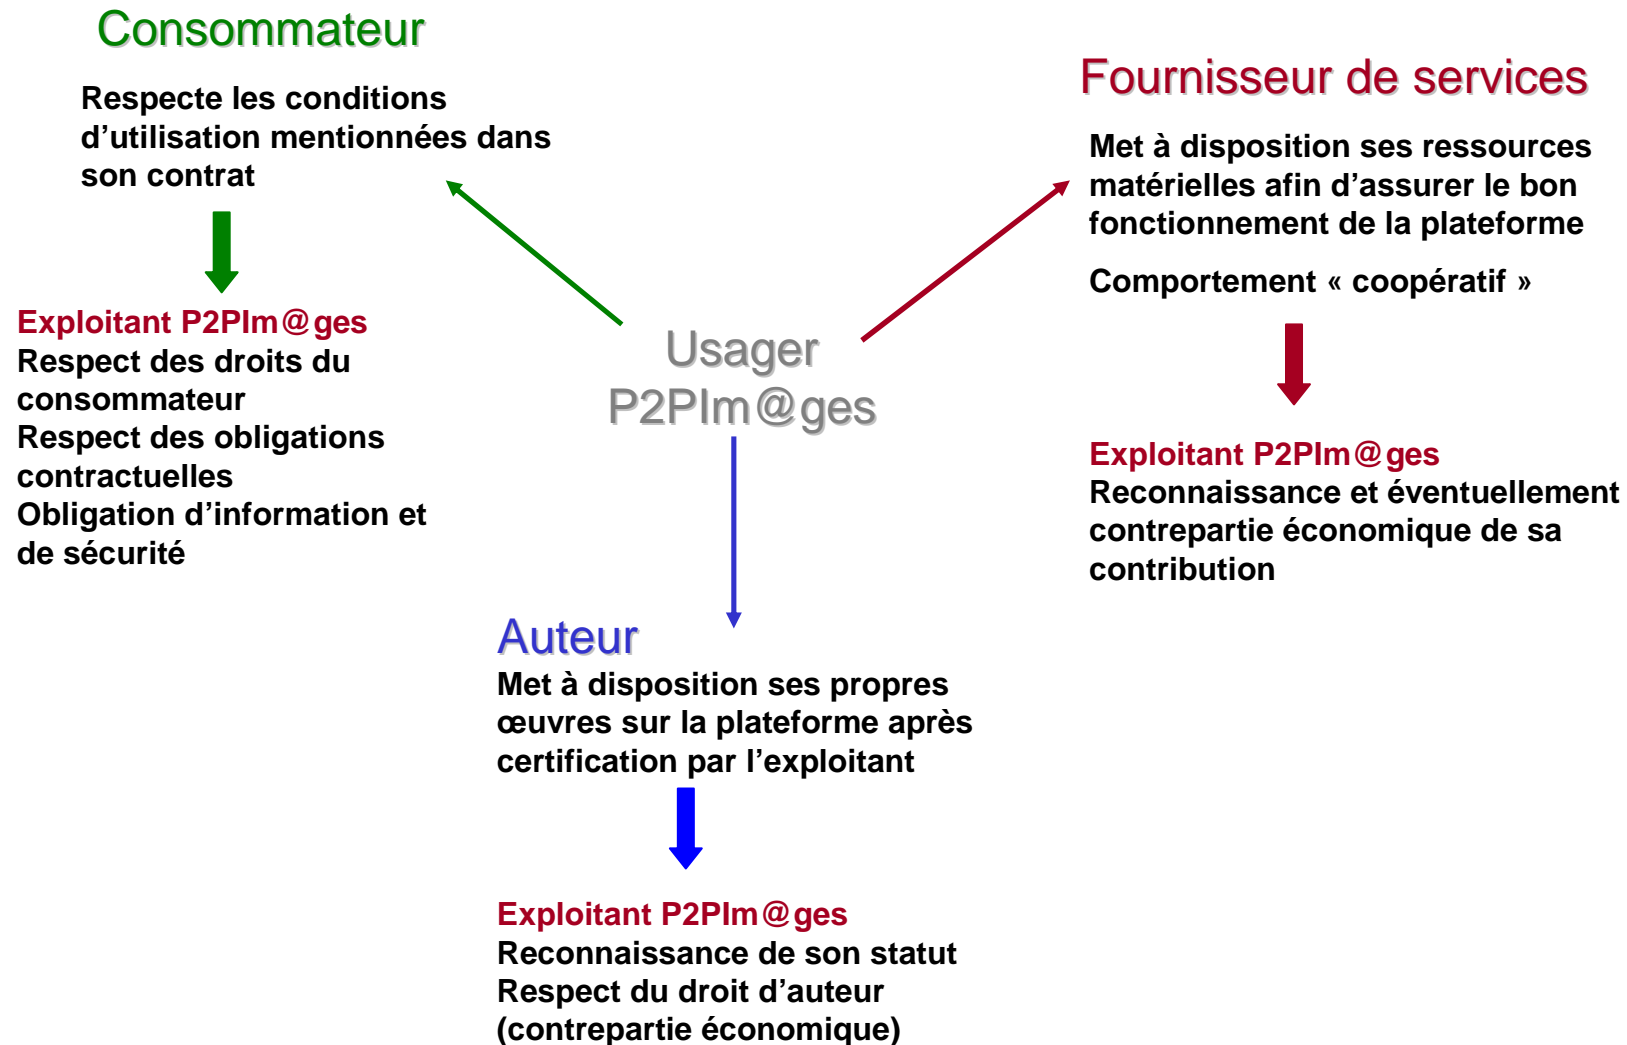 Consommateur
Respecte les conditions
d’utilisation mentionnées dans
son contrat
Exploitant P2PIm@ges
Respect des droits du
consommateur
Respect des obligations
contractuelles
Obligation d’information et
de sécurité
Fournisseur de services
Met à disposition ses ressources
matérielles afin d’assurer le bon
fonctionnement de la plateforme
Comportement « coopératif »
Exploitant P2PIm@ges
Reconnaissance et éventuellement
contrepartie économique de sa
contribution
Usager
P2PIm@ges
Auteur
Met à disposition ses propres
œuvres sur la plateforme après
certification par l’exploitant
Exploitant P2PIm@ges
Reconnaissance de son statut
Respect du droit d’auteur
(contrepartie économique)